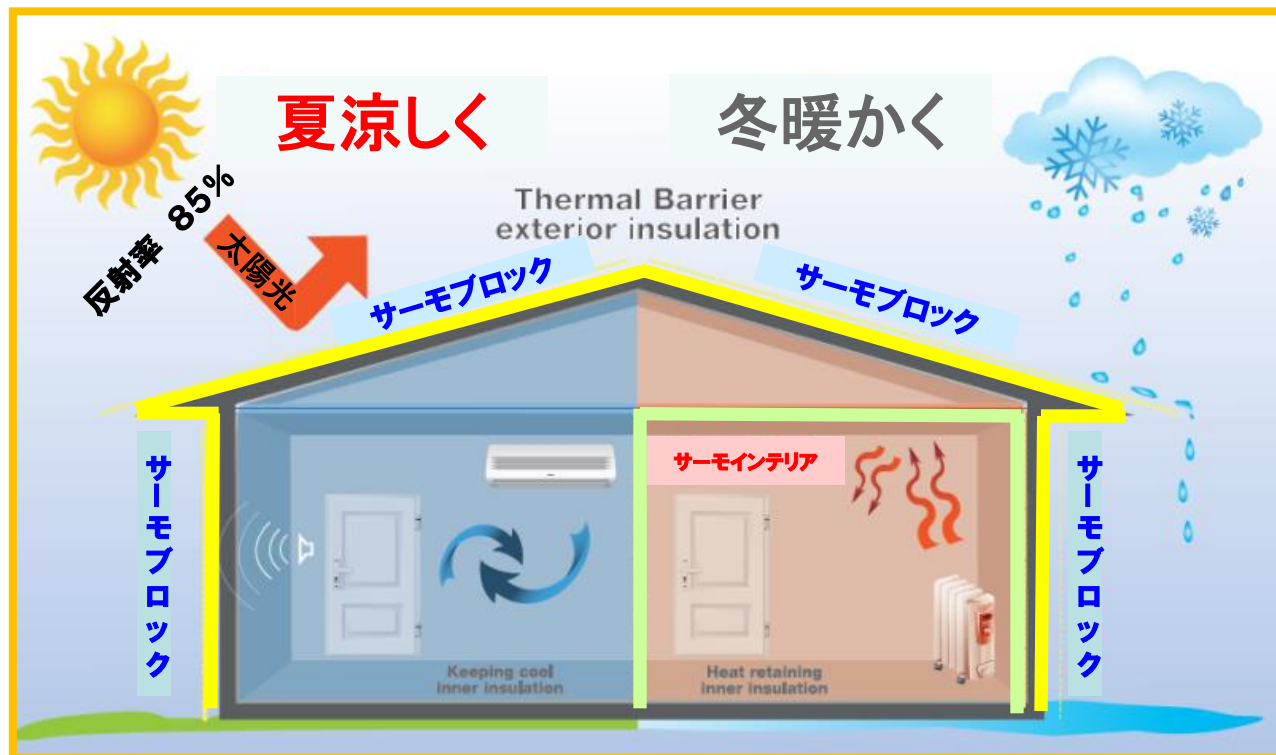 夏涼しく
冬暖かく
反射率 85%
太陽光
Thermal Barrier
exterior insulation
サーモブロック
サーモブロック
サーモブロック
サーモインテリア
サーモブロック
Keeping cool
inner insulation
Heat retaining
inner insulation